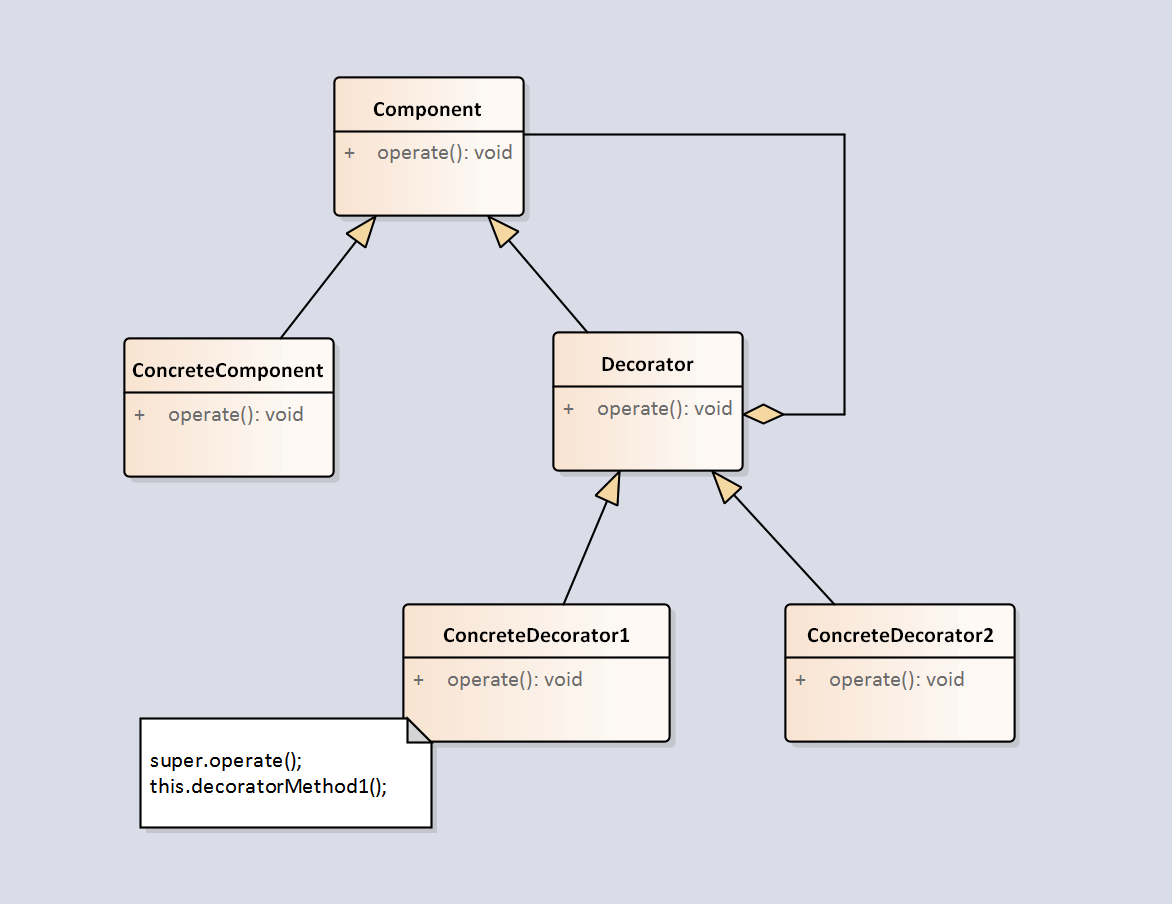 Component
+ operate(): void
ConcreteComponent
+ operate(): void
Decorator
+ operate(): void
ConcreteDecorator1
+ operate(): void
ConcreteDecorator2
+ operate(): void
super.operate();
this.decoratorMethod1();